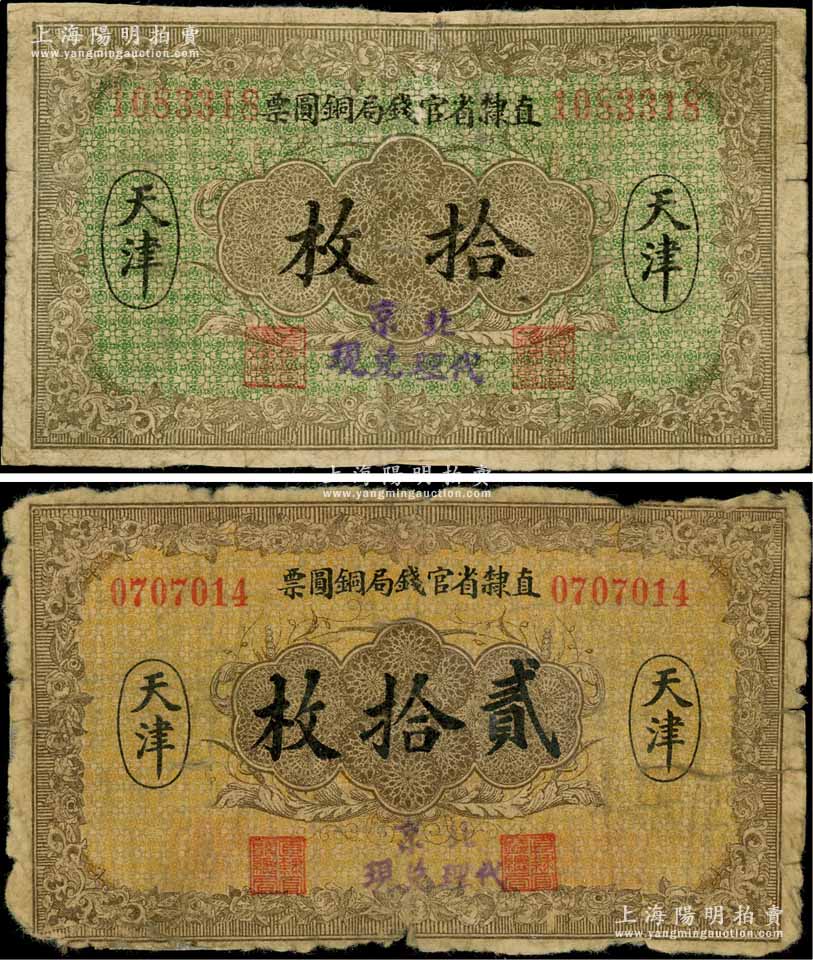 上海陽明拍賣
www.yangmingauction.com
1083318 直隸省官錢局銅圓票 1083318
拾枚
天津
天津
北京
代理兌現
上海陽明拍賣
www.yangmingauction.com
0707014 直隸省官錢局銅圓票 0707014
貳拾枚
天津
天津
北京
代理兌現
上海陽明拍賣
www.yangmingauction.com